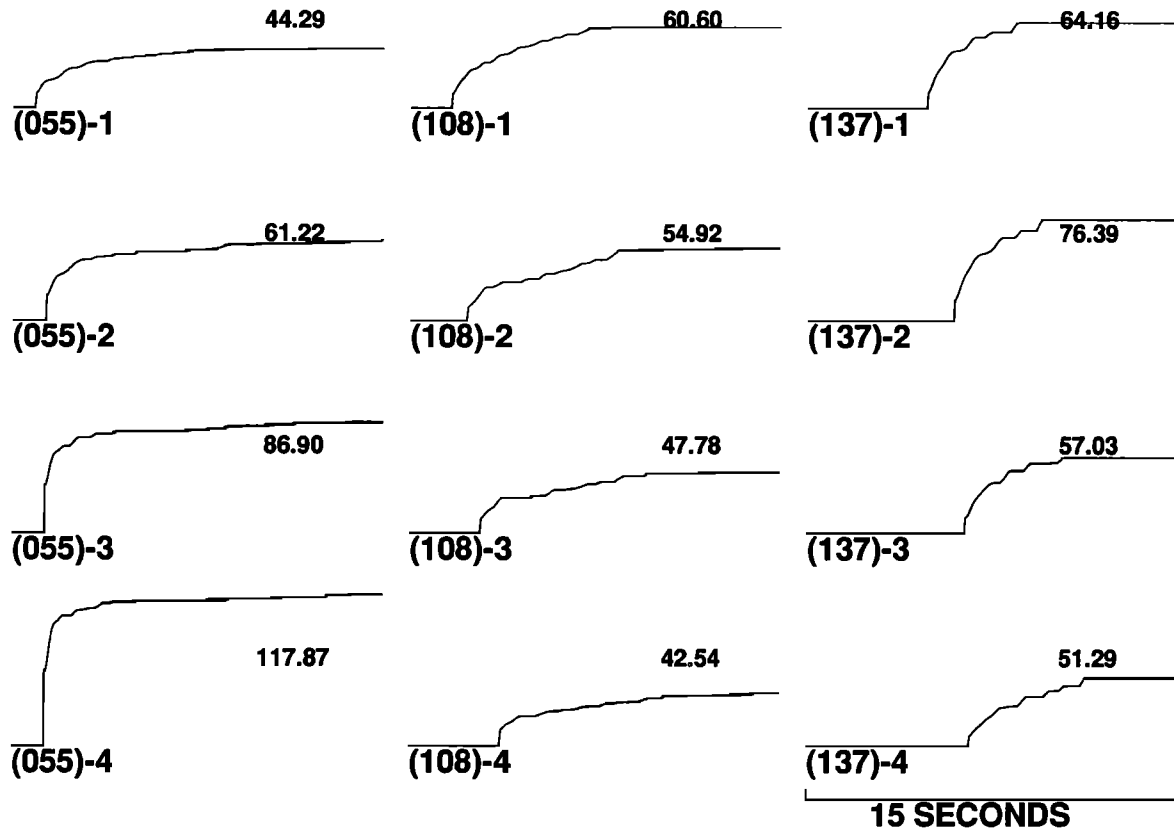 44.29 60.60 64.16
(055)-1 (108)-1 (137)-1
61.22 54.92 76.39
(055)-2 (108)-2 (137)-2
86.90 47.78 57.03
(055)-3 (108)-3 (137)-3
117.87 42.54 51.29
(055)-4 (108)-4 (137)-4
15 SECONDS